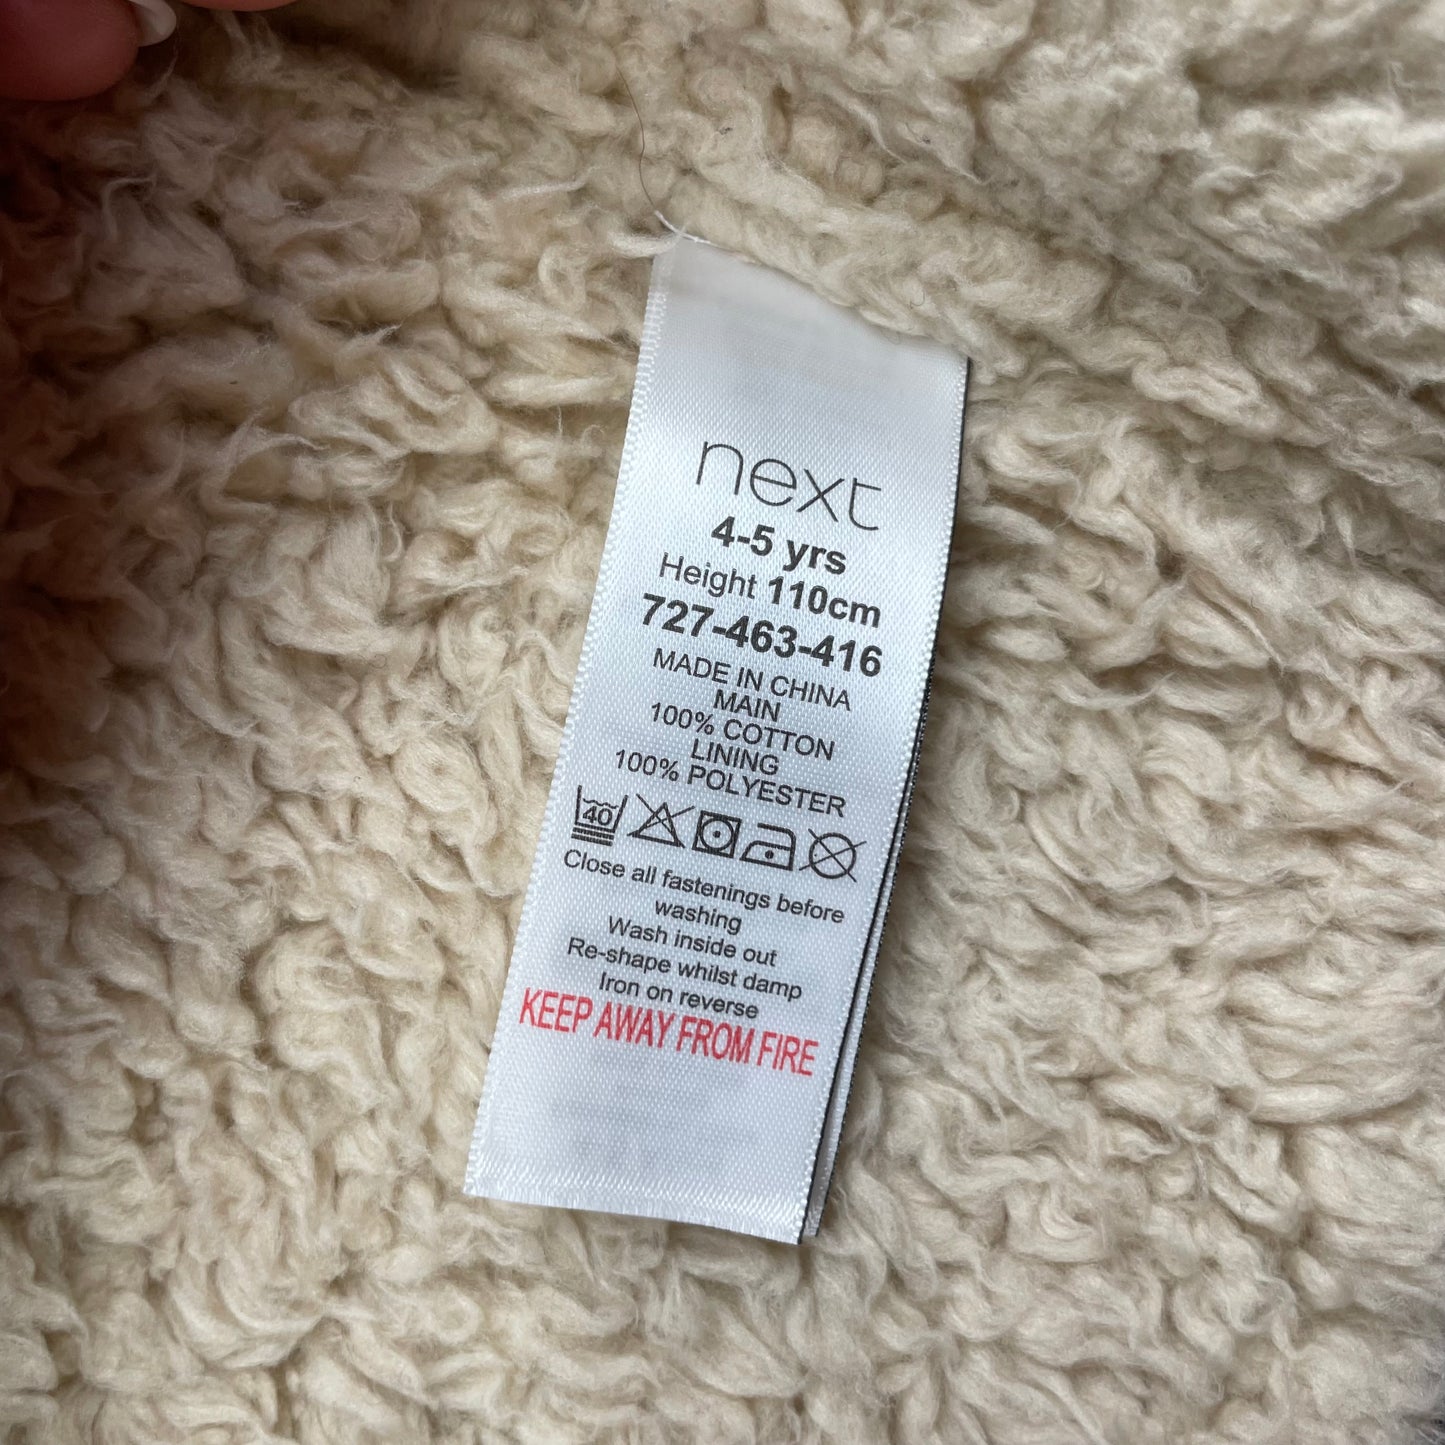 next
4-5 yrs
Height 110cm
727-463-416
MADE IN CHINA
MAIN
100% COTTON
LINING
100% POLYESTER
40
Close all fastenings before
washing
Wash inside out
Re-shape whilst damp
Iron on reverse
KEEP AWAY FROM FIRE